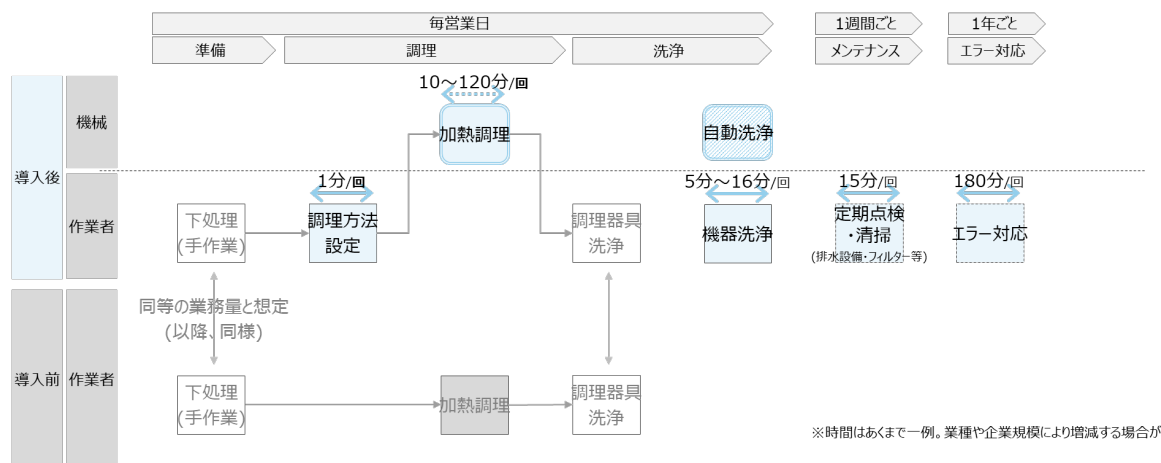 毎営業日
1週間ごと
1年ごと
準備
調理
洗浄
メンテナンス
エラー対応
導入後
機械
10～120分/回
加熱調理
自動洗浄
作業者
1分/回
5分～16分/回
15分/回
180分/回
下処理
(手作業)
調理方法
設定
調理器具
洗浄
機器洗浄
定期点検
・清掃
(排水設備・フィルター等)
エラー対応
同等の業務量と想定
(以降、同様)
導入前
作業者
下処理
(手作業)
加熱調理
調理器具
洗浄
※時間はあくまで一例。業種や企業規模により増減する場合が